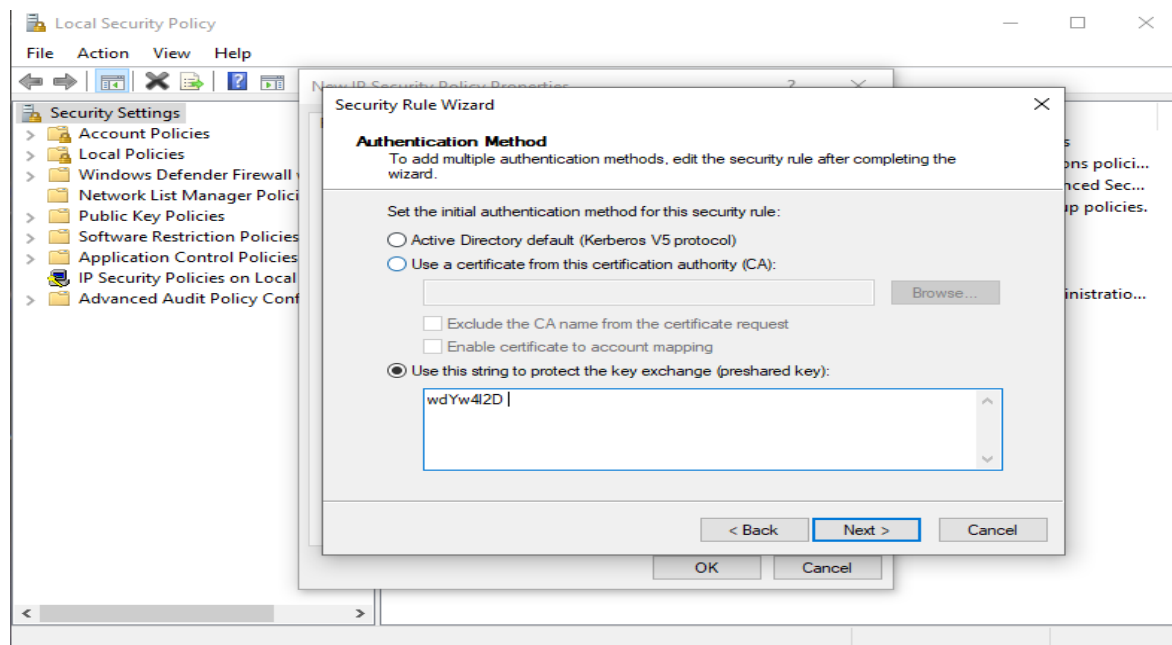 Local Security Policy
File Action View Help
New IP Security Policy Properties
Security Settings
Account Policies
Local Policies
Windows Defender Firewall
Network List Manager Polici
Public Key Policies
Software Restriction Policies
Application Control Policies
IP Security Policies on Local
Advanced Audit Policy Conf
Security Rule Wizard
Authentication Method
To add multiple authentication methods, edit the security rule after completing the
wizard.
Set the initial authentication method for this security rule:
Active Directory default (Kerberos V5 protocol)
Use a certificate from this certification authority (CA):
Browse...
Exclude the CA name from the certificate request
Enable certificate to account mapping
Use this string to protect the key exchange (preshared key):
< Back Next > Cancel
OK Cancel
s
ons polici...
nced Sec...
up policies.
inistratio...